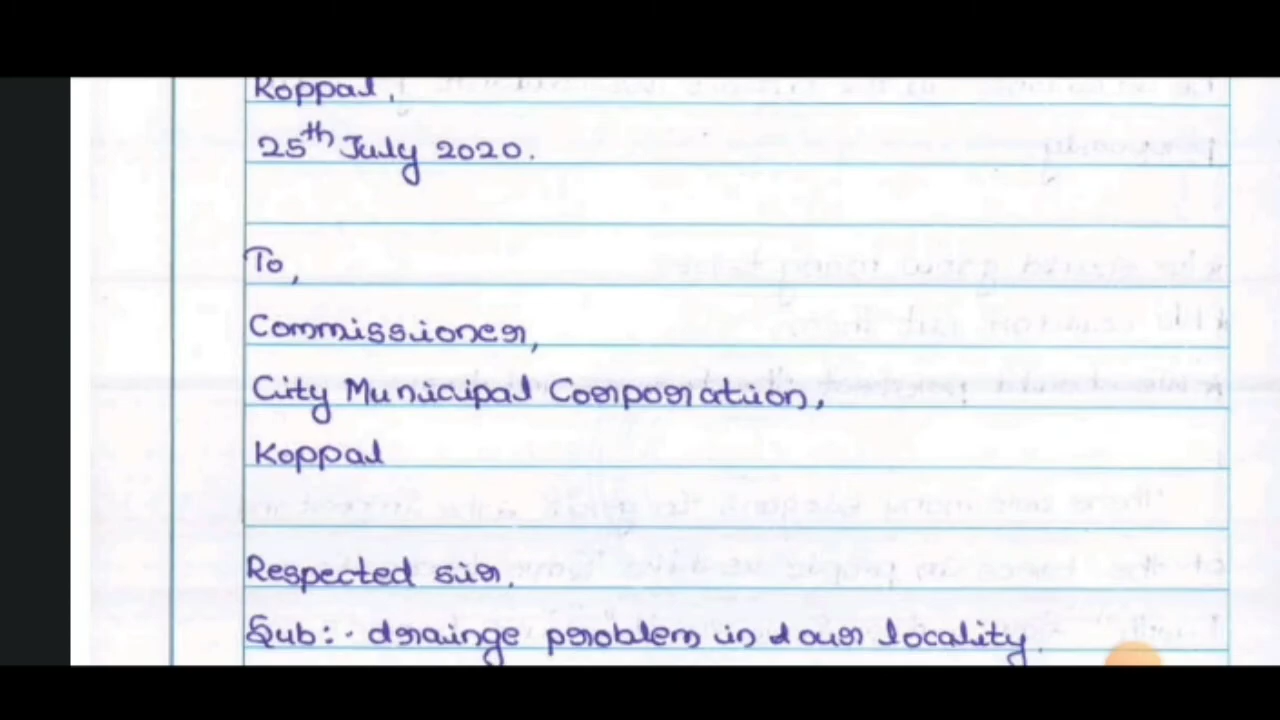 Koppal.
25th July 2020.
To,
Commissioner,
City Municipal Corporation,
Koppal
Respected sir.
Sub:- drainge problem in our locality.